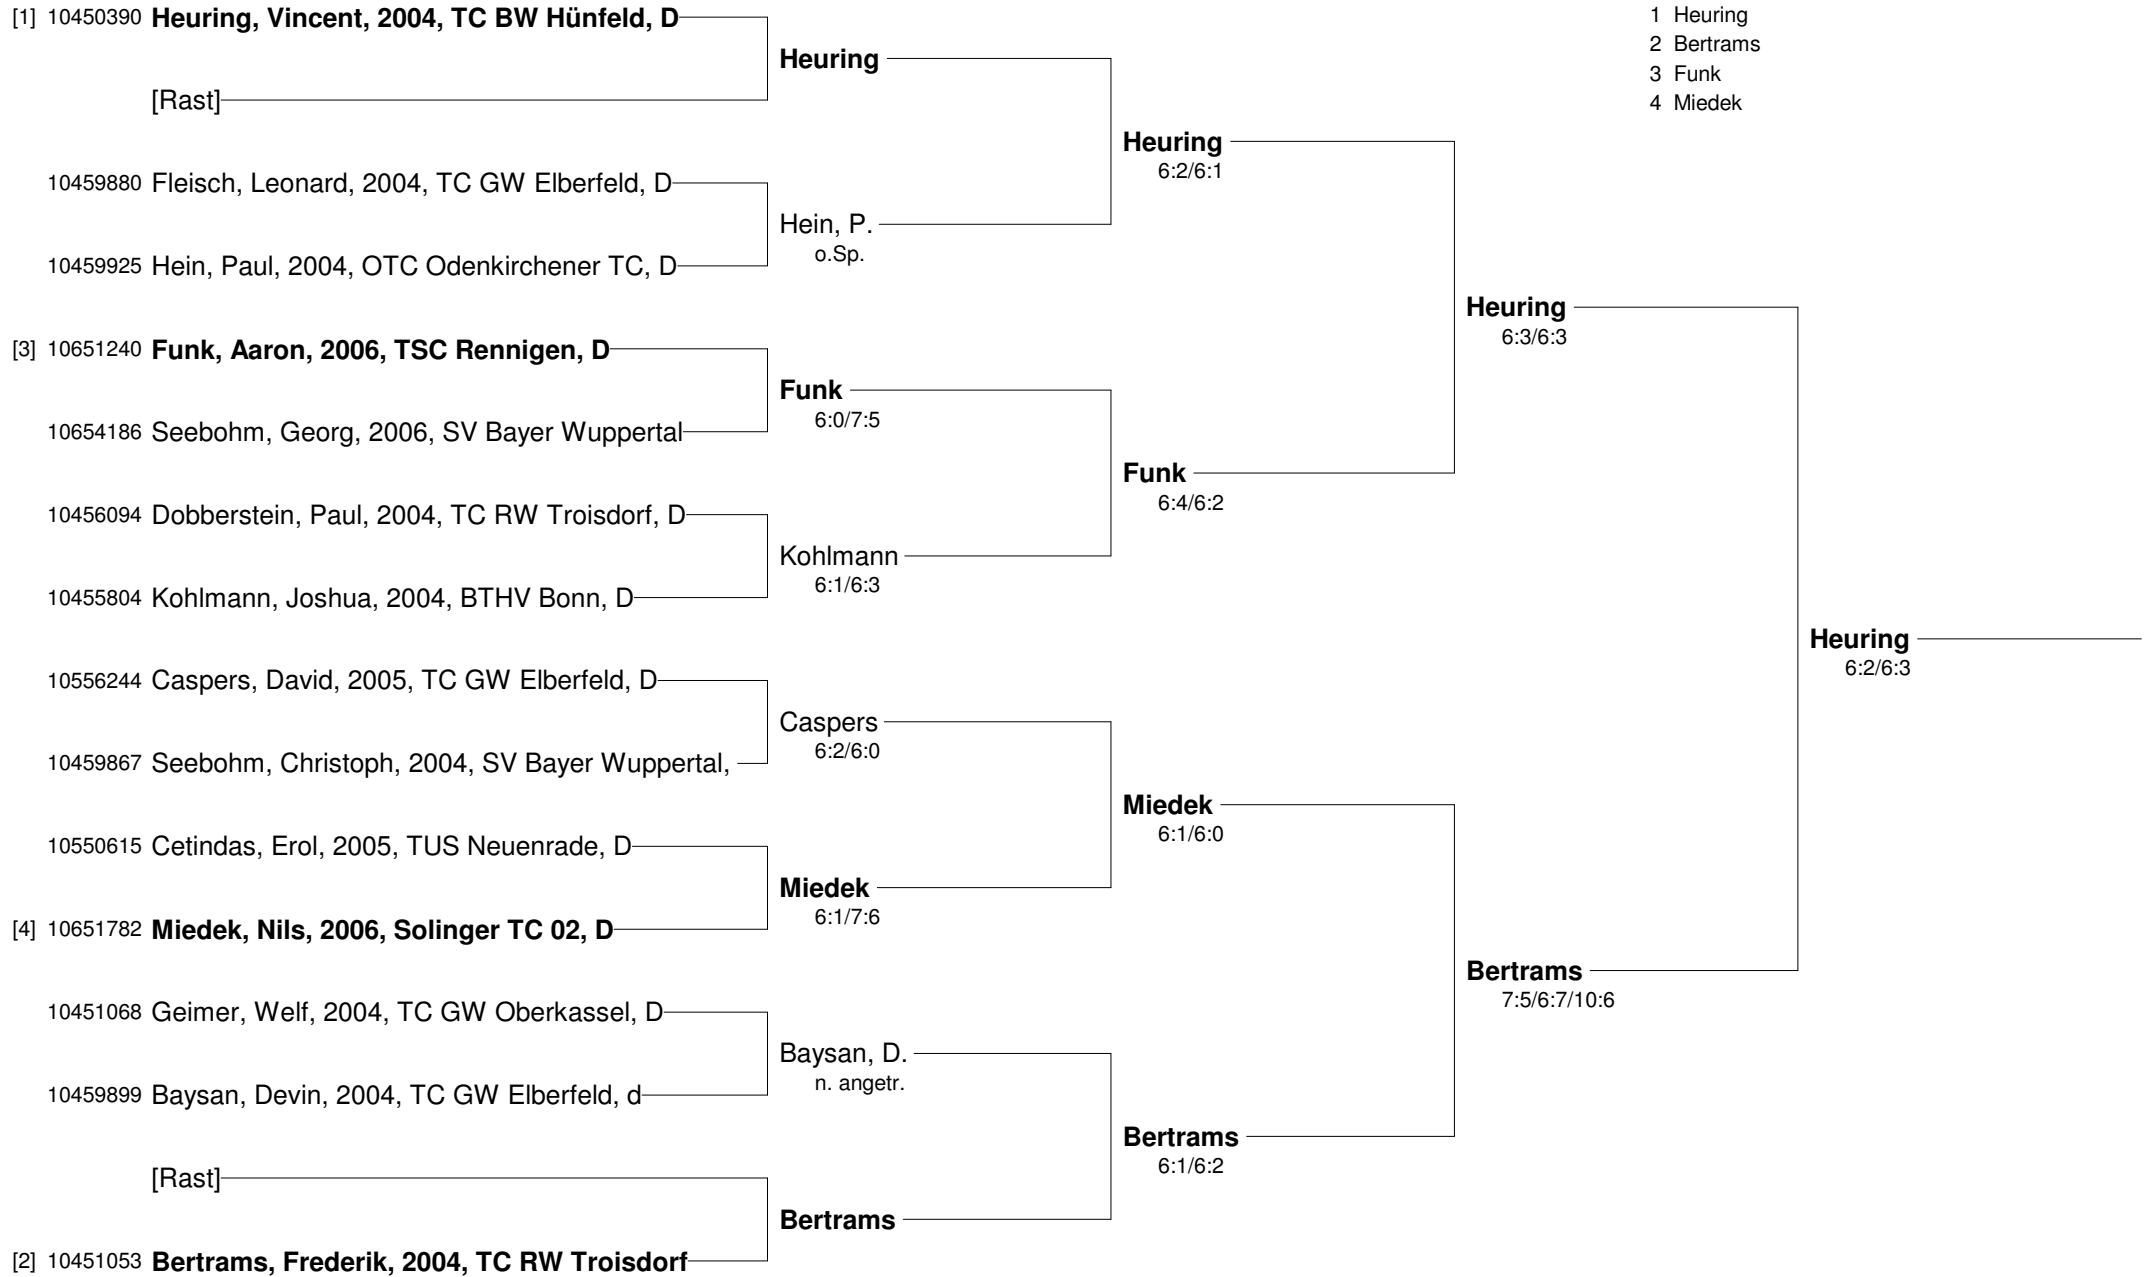 [1] 10450390 Heuring, Vincent, 2004, TC BW Hünfeld, D
[Rast]
10459880 Fleisch, Leonard, 2004, TC GW Elberfeld, D
10459925 Hein, Paul, 2004, OTC Odenkirchener TC, D
[3] 10651240 Funk, Aaron, 2006, TSC Rennigen, D
10654186 Seebohm, Georg, 2006, SV Bayer Wuppertal
10456094 Dobberstein, Paul, 2004, TC RW Troisdorf, D
10455804 Kohlmann, Joshua, 2004, BTHV Bonn, D
10556244 Caspers, David, 2005, TC GW Elberfeld, D
10459867 Seebohm, Christoph, 2004, SV Bayer Wuppertal,
10550615 Cetindas, Erol, 2005, TUS Neuenrade, D
[4] 10651782 Miedek, Nils, 2006, Solinger TC 02, D
10451068 Geimer, Welf, 2004, TC GW Oberkassel, D
10459899 Baysan, Devin, 2004, TC GW Elberfeld, d
[Rast]
[2] 10451053 Bertrams, Frederik, 2004, TC RW Troisdorf
Heuring
Hein, P.
o.Sp.
Funk
6:0/7:5
Kohlmann
6:1/6:3
Caspers
6:2/6:0
Miedek
6:1/7:6
Baysan, D.
n. angetr.
Bertrams
Heuring
6:2/6:1
Funk
6:4/6:2
Miedek
6:1/6:0
Bertrams
6:1/6:2
Heuring
6:3/6:3
Bertrams
7:5/6:7/10:6
Heuring
6:2/6:3
1 Heuring
2 Bertrams
3 Funk
4 Miedek